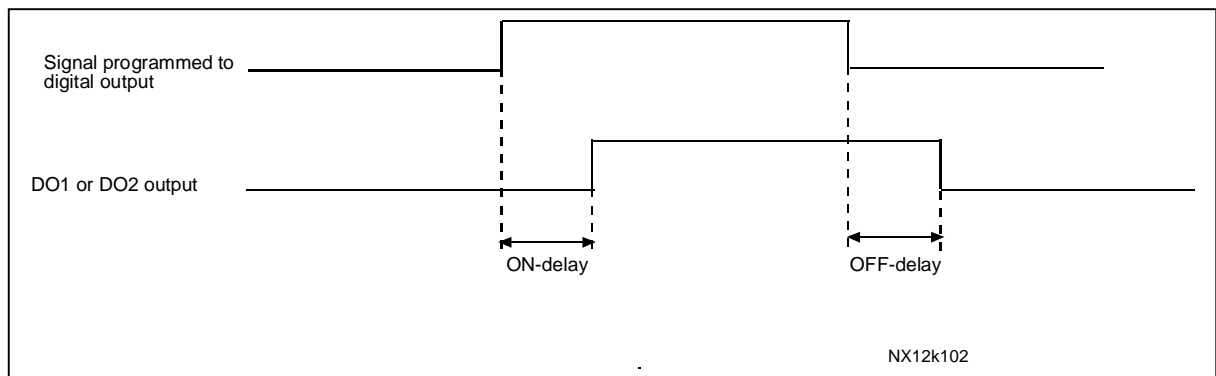 Signal programmed to
digital output
DO1 or DO2 output
ON-delay
OFF-delay
NX12k102